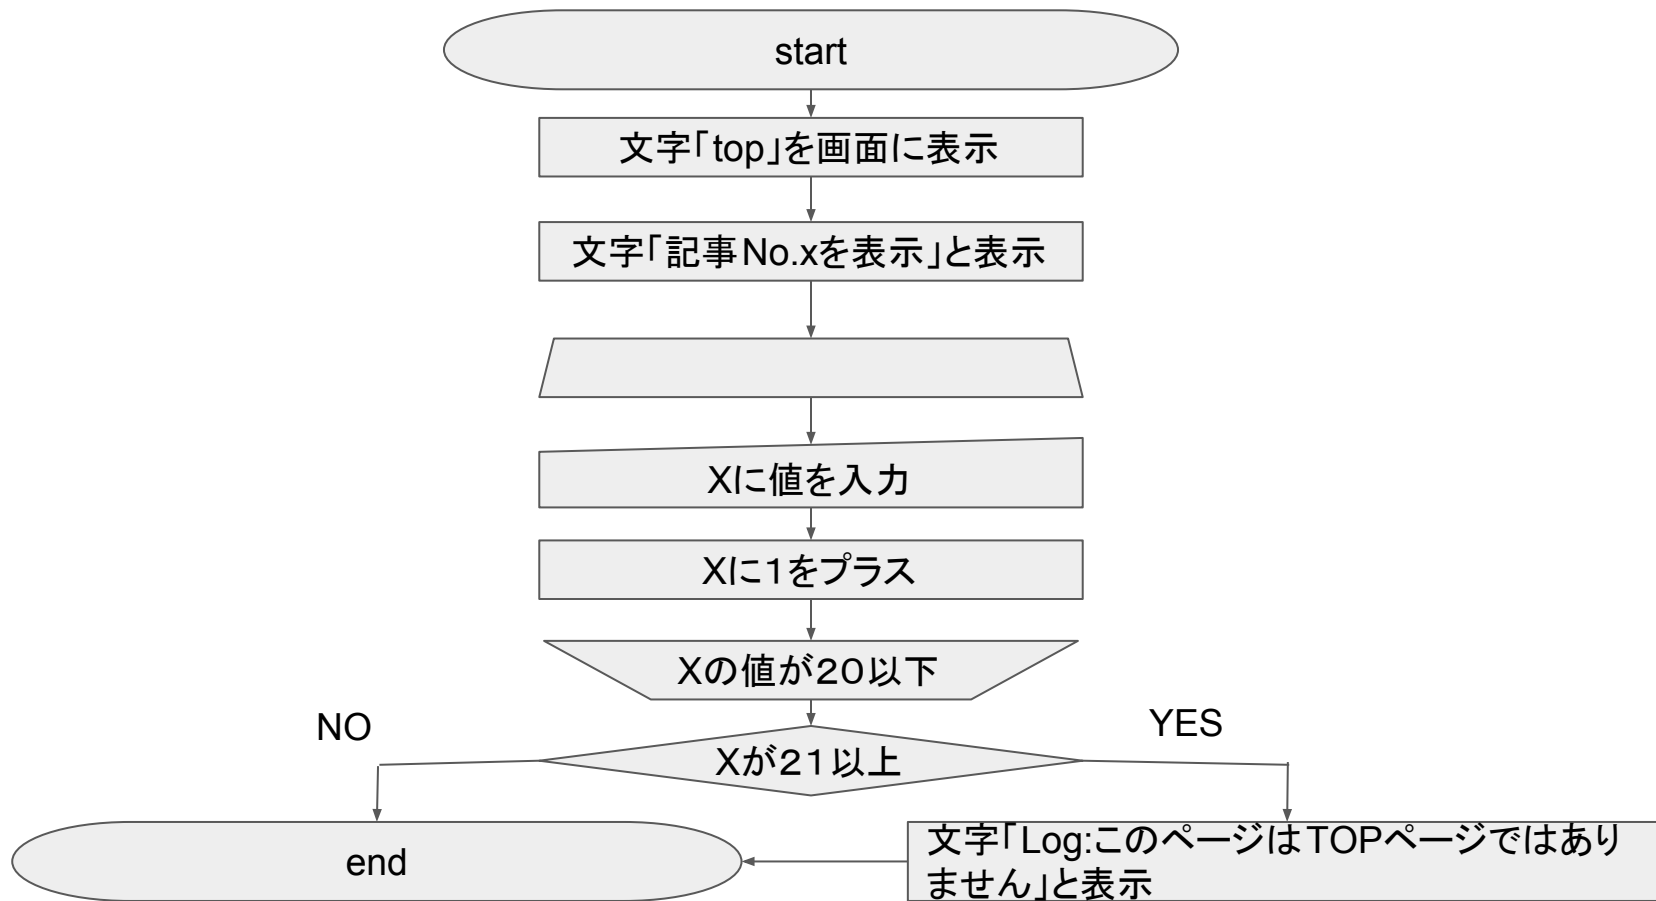 start
文字「top」を画面に表示
文字「記事No.xを表示」と表示
Xに値を入力
Xに1をプラス
Xの値が２０以下
NO
YES
Xが２１以上
文字「Log:このページはTOPページではあり
ません」と表示
end